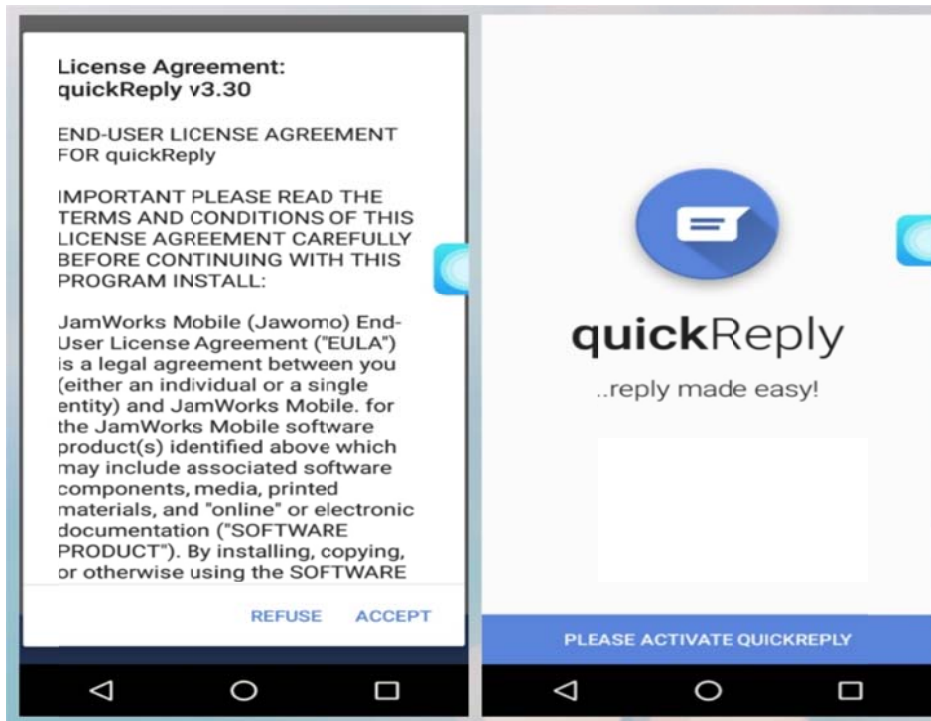 License Agreement:
quickReply v3.30
END-USER LICENSE AGREEMENT
FOR quickReply
IMPORTANT PLEASE READ THE
TERMS AND CONDITIONS OF THIS
LICENSE AGREEMENT CAREFULLY
BEFORE CONTINUING WITH THIS
PROGRAM INSTALL:
JamWorks Mobile (Jawomo) End-
User License Agreement ("EULA")
is a legal agreement between you
(either an individual or a single
entity) and JamWorks Mobile. for
the JamWorks Mobile software
product(s) identified above which
may include associated software
components, media, printed
materials, and "online" or electronic
documentation ("SOFTWARE
PRODUCT"). By installing, copying,
or otherwise using the SOFTWARE
REFUSE ACCEPT
quickReply
..reply made easy!
PLEASE ACTIVATE QUICKREPLY